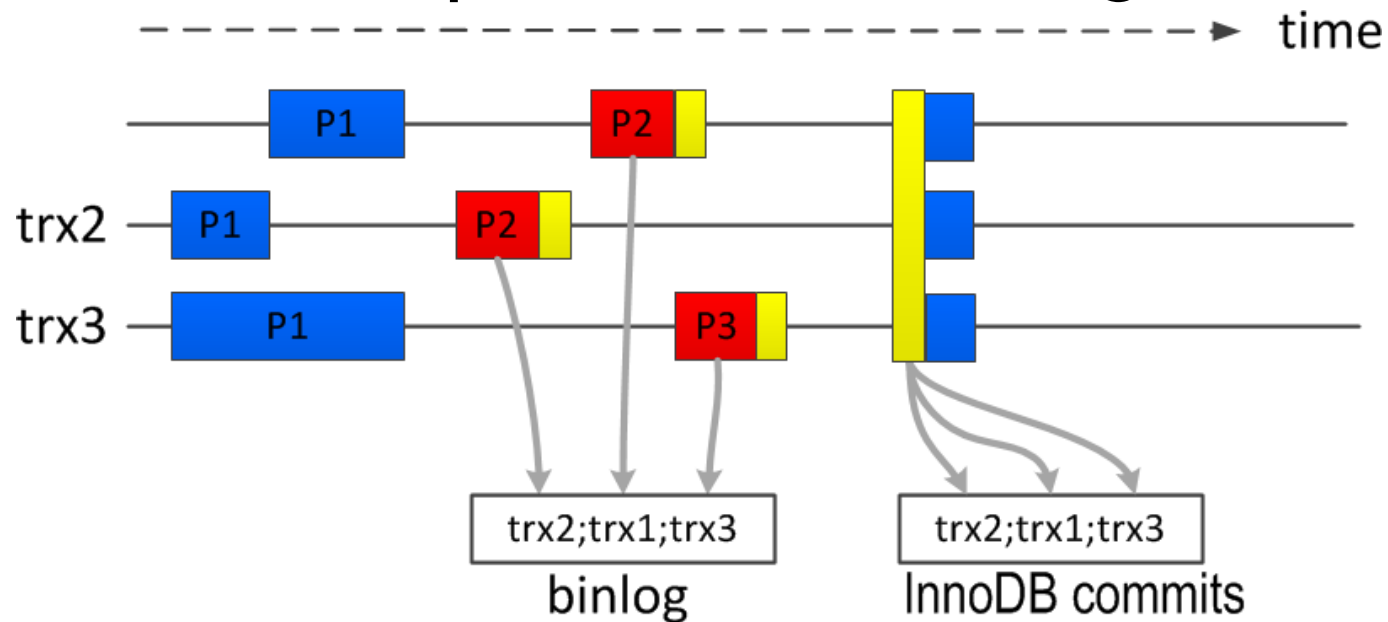 time
P1 P2
trx2 P1 P2
trx3 P1 P3
trx2;trx1;trx3 trx2;trx1;trx3
binlog InnoDB commits